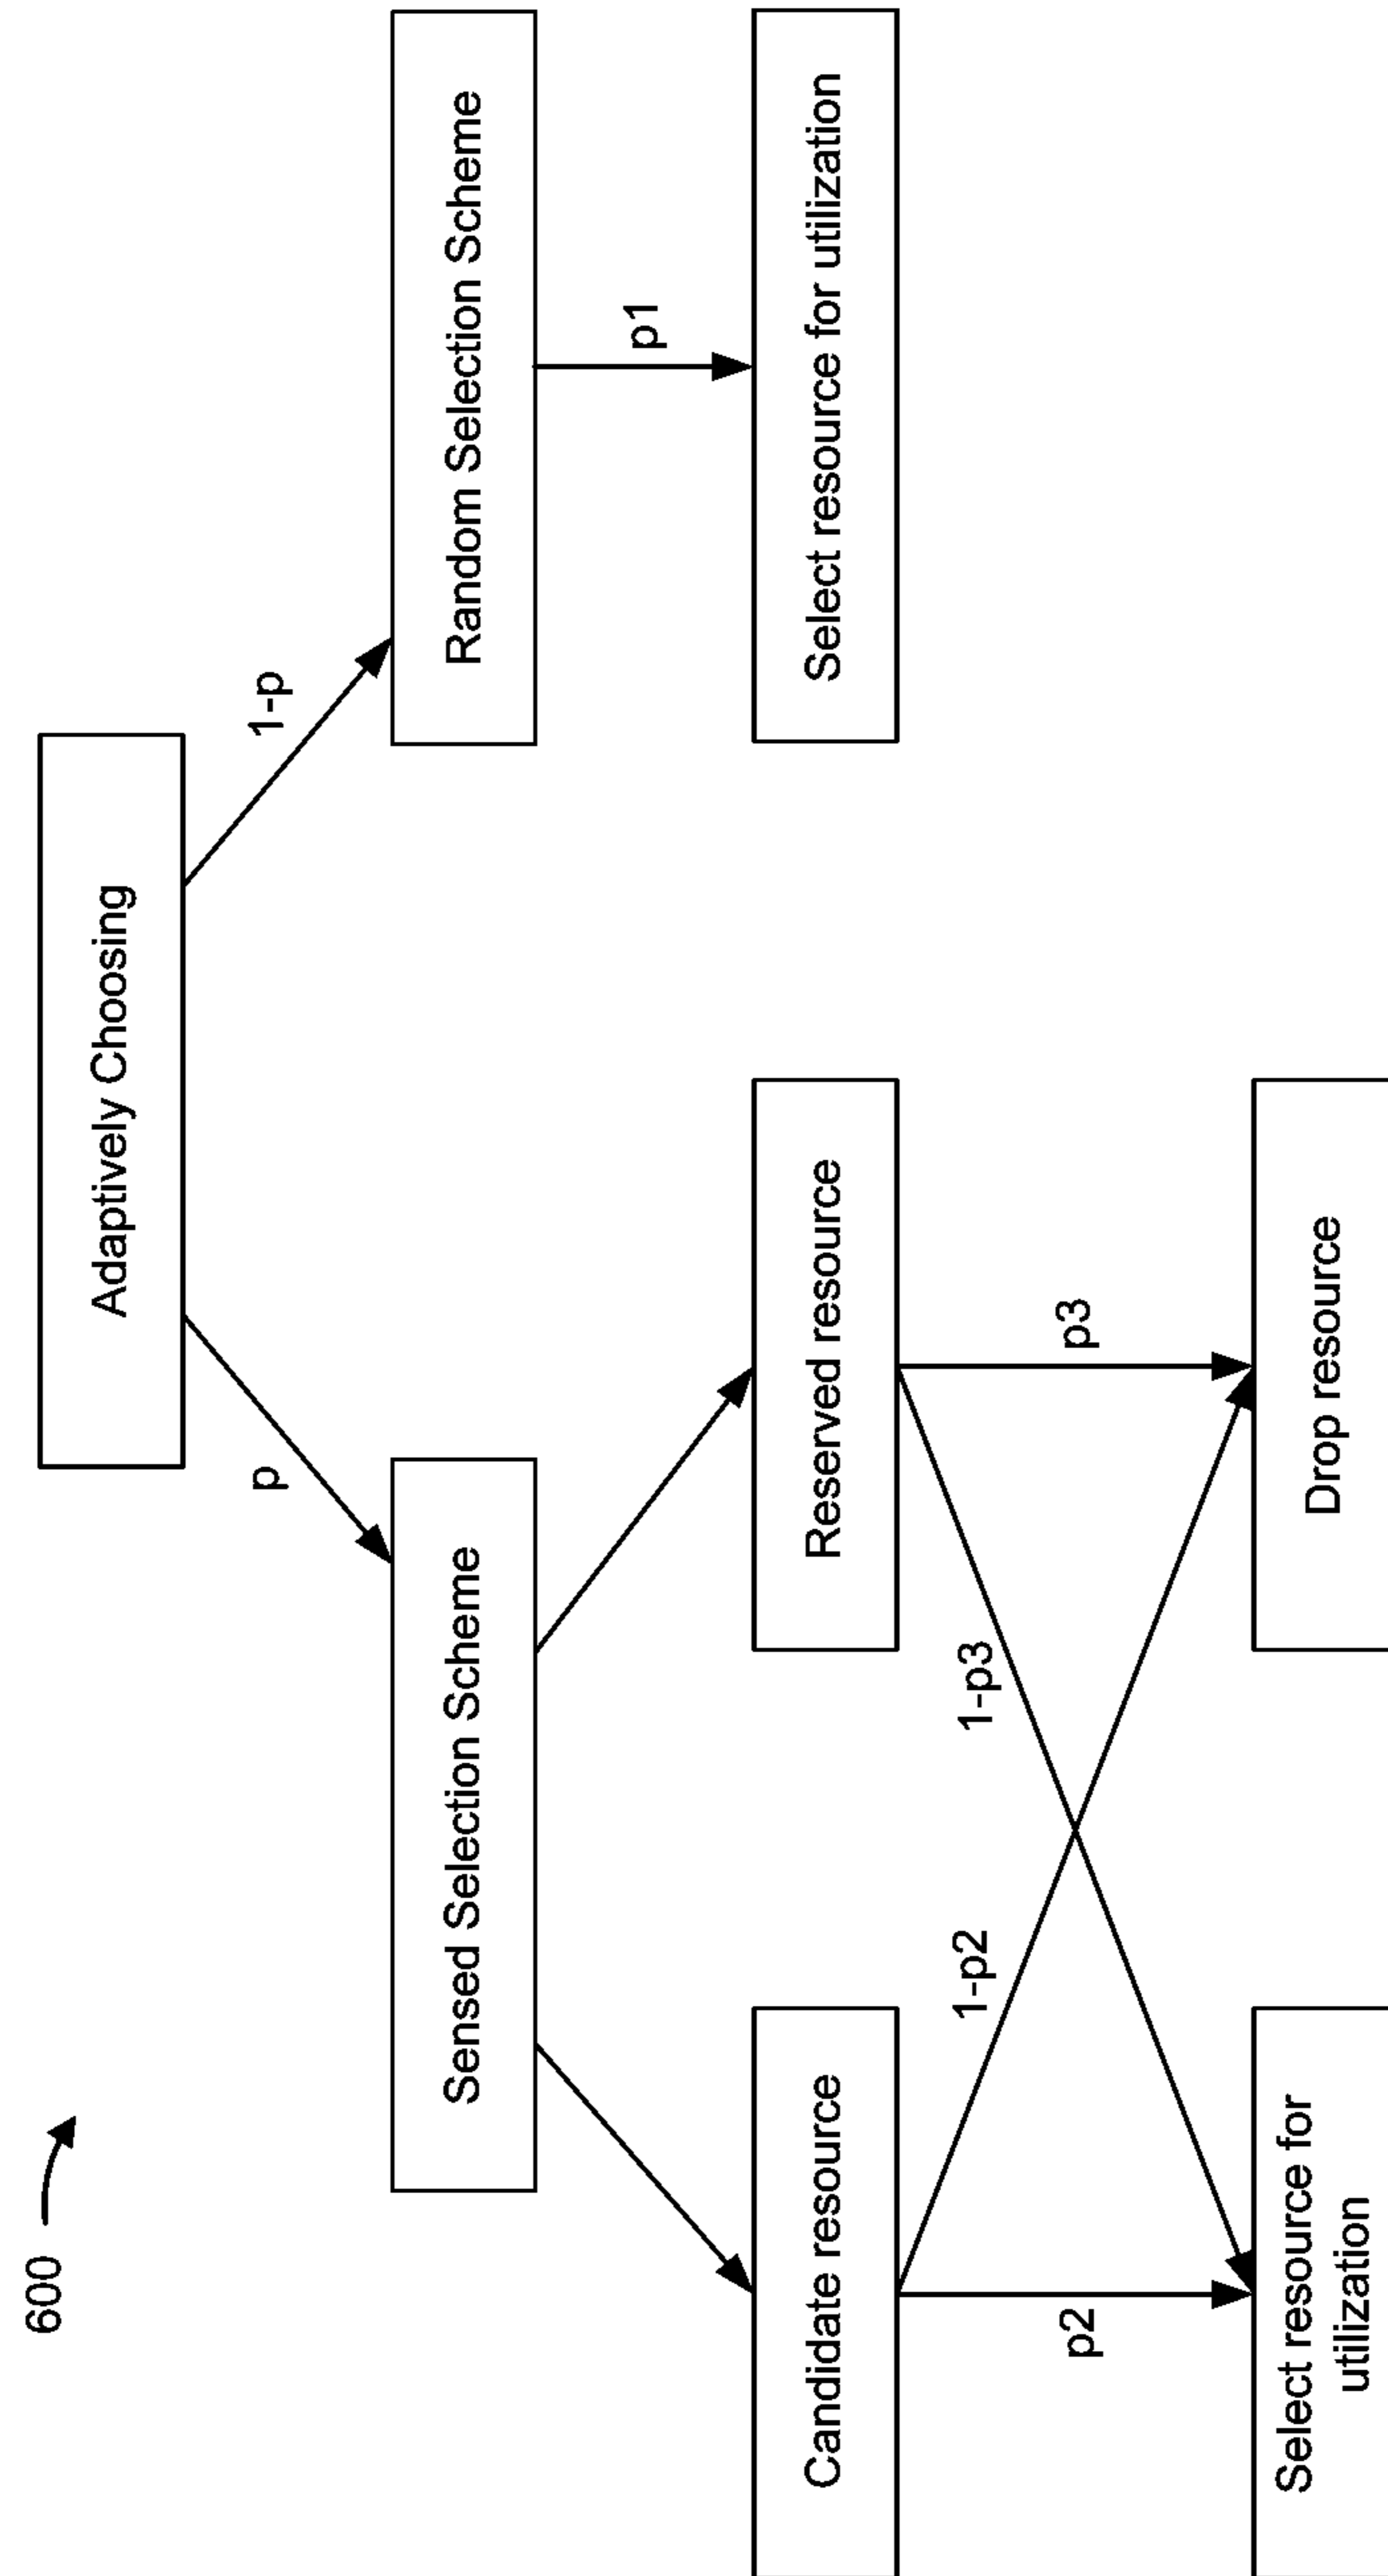 600
Adaptively Choosing
p
1-p
Sensed Selection Scheme
Random Selection Scheme
p1
Candidate resource
Reserved resource
Select resource for utilization
p2
1-p2
1-p3
p3
Select resource for
utilization
Drop resource